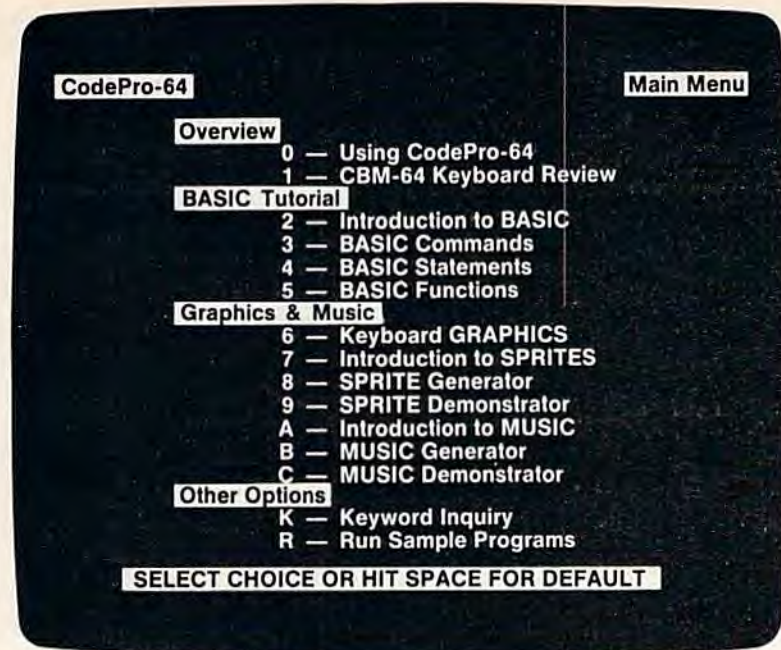 CodePro-64 Main Menu
Overview
0 — Using CodePro-64
1 — CBM-64 Keyboard Review
BASIC Tutorial
2 — Introduction to BASIC
3 — BASIC Commands
4 — BASIC Statements
5 — BASIC Functions
Graphics & Music
6 — Keyboard GRAPHICS
7 — Introduction to SPRITES
8 — SPRITE Generator
9 — SPRITE Demonstrator
A — Introduction to MUSIC
B — MUSIC Generator
C — MUSIC Demonstrator
Other Options
K — Keyword Inquiry
R — Run Sample Programs
SELECT CHOICE OR HIT SPACE FOR DEFAULT